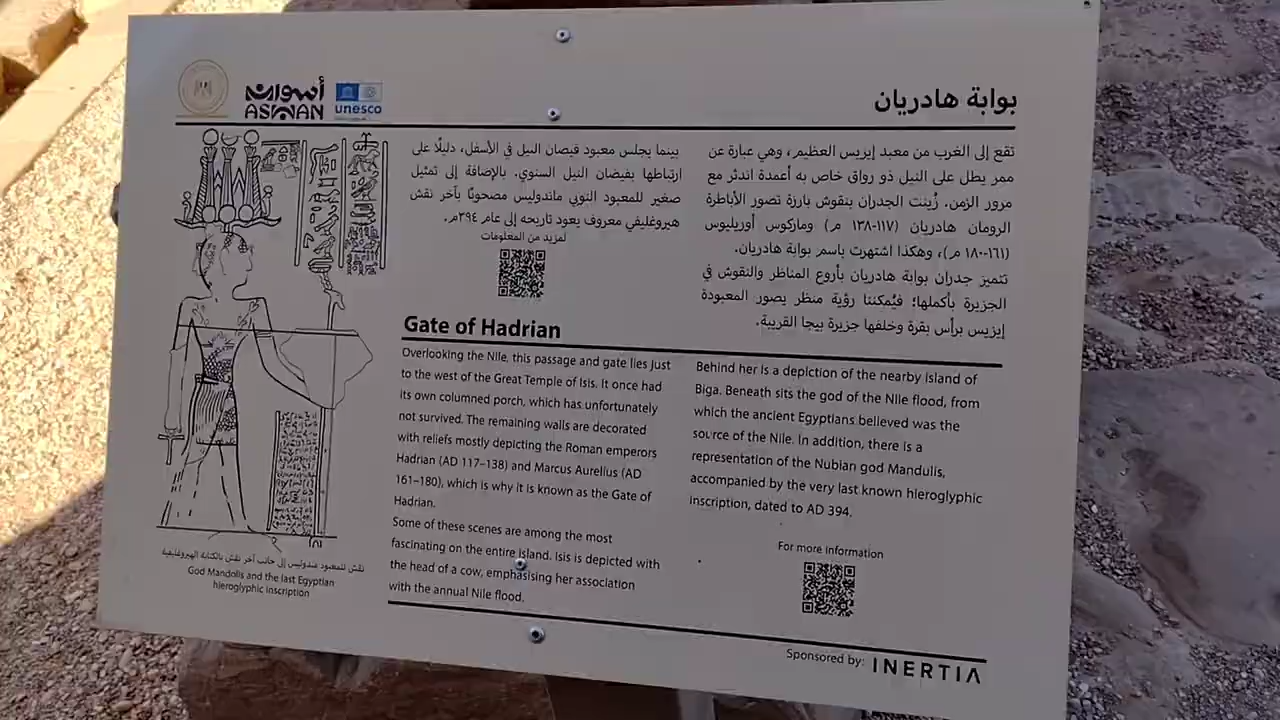 أسوان
ASWAN
unesco
بوابة هادريان
تقع إلى الغرب من معبد إيزيس العظيم، وهي عبارة عن
ممر يطل على النيل ذو رواق خاص به أعمدة اندثر مع
مرور الزمن. زُينت الجدران بنقوش بارزة تصور الأباطرة
الرومان هادريان (١١٧-١٣٨ م) وماركوس أوريليوس
(١٦١-١٨٠ م)، وهكذا اشتهرت باسم بوابة هادريان.
تتميز جدران بوابة هادريان بأروع المناظر والنقوش في
الجزيرة بأكملها؛ فيُمكننا رؤية منظر يصور المعبودة
إيزيس برأس بقرة وخلفها جزيرة بيجا القريبة.
بينما يجلس معبود فيضان النيل في الأسفل، دليلًا على
ارتباطها بفيضان النيل السنوي. بالإضافة إلى تمثيل
صغير للمعبود النوبي ماندوليس مصحوبًا بآخر نقش
هيروغليفي معروف يعود تاريخه إلى عام ٣٩٤م.
لمزيد من المعلومات
Gate of Hadrian
Overlooking the Nile, this passage and gate lies just
to the west of the Great Temple of Isis. It once had
its own columned porch, which has unfortunately
not survived. The remaining walls are decorated
with reliefs mostly depicting the Roman emperors
Hadrian (AD 117–138) and Marcus Aurelius (AD
161–180), which is why it is known as the Gate of
Hadrian.
Some of these scenes are among the most
fascinating on the entire island. Isis is depicted with
the head of a cow, emphasising her association
with the annual Nile flood.
Behind her is a depiction of the nearby island of
Biga. Beneath sits the god of the Nile flood, from
which the ancient Egyptians believed was the
source of the Nile. In addition, there is a
representation of the Nubian god Mandulis,
accompanied by the very last known hieroglyphic
inscription, dated to AD 394.
For more information
نقش للمعبود مندوليس إلى جانب آخر نقش بالكتابة الهيروغليفية
God Mandolis and the last Egyptian
hieroglyphic inscription
Sponsored by: INERTIA